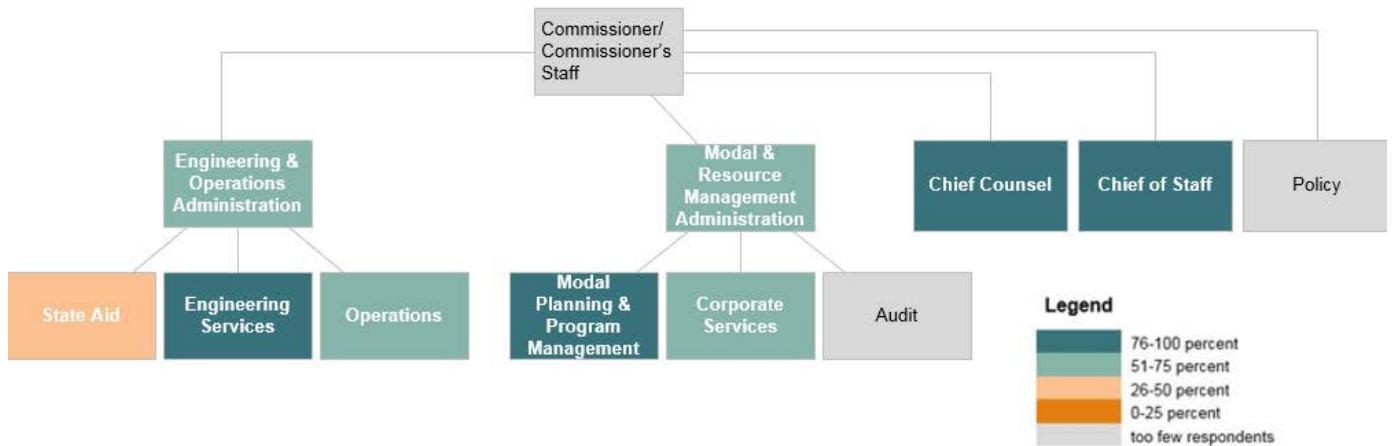 Commissioner/
Commissioner's
Staff
Engineering &
Operations
Administration
Modal &
Resource
Management
Administration
Chief Counsel
Chief of Staff
Policy
State Aid
Engineering
Services
Operations
Modal
Planning &
Program
Management
Corporate
Services
Audit
Legend
76-100 percent
51-75 percent
26-50 percent
0-25 percent
too few respondents